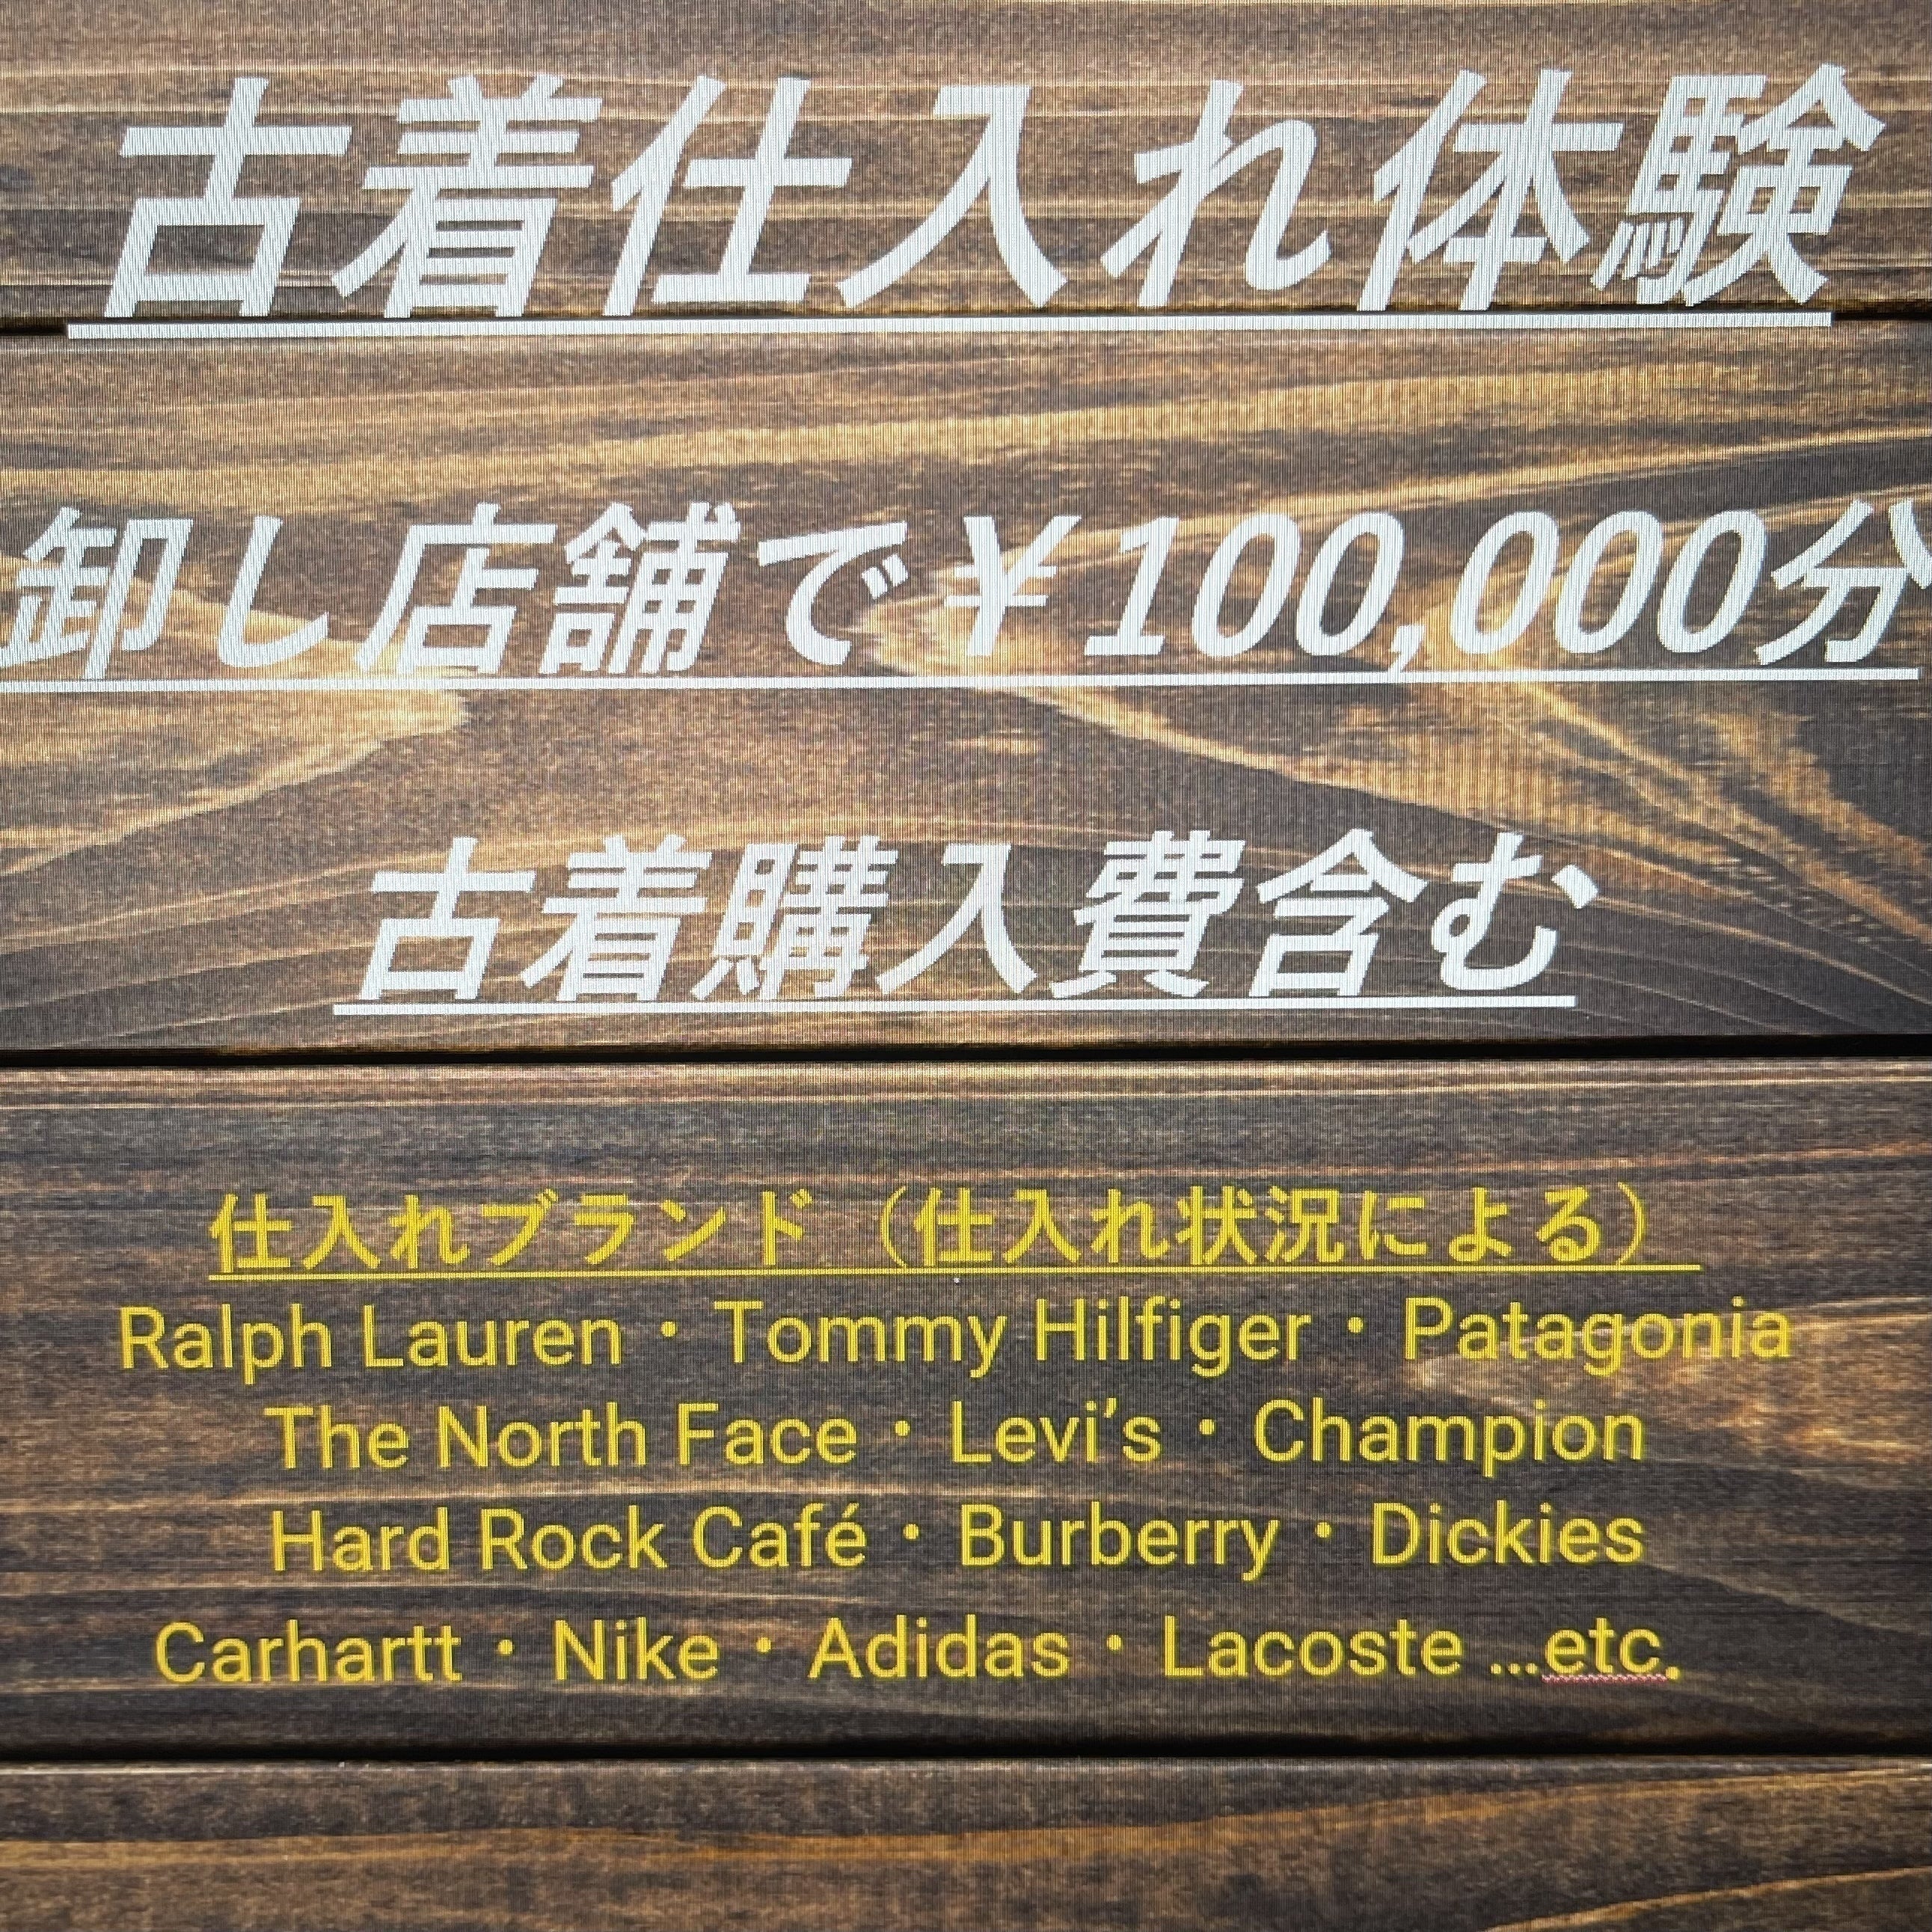 古着仕入れ体験
卸し店舗で￥100,000分
古着購入費含む
仕入れブランド（仕入れ状況による）
Ralph Lauren・Tommy Hilfiger・Patagonia
The North Face・Levi’s・Champion
Hard Rock Café・Burberry・Dickies
Carhartt・Nike・Adidas・Lacoste …etc.